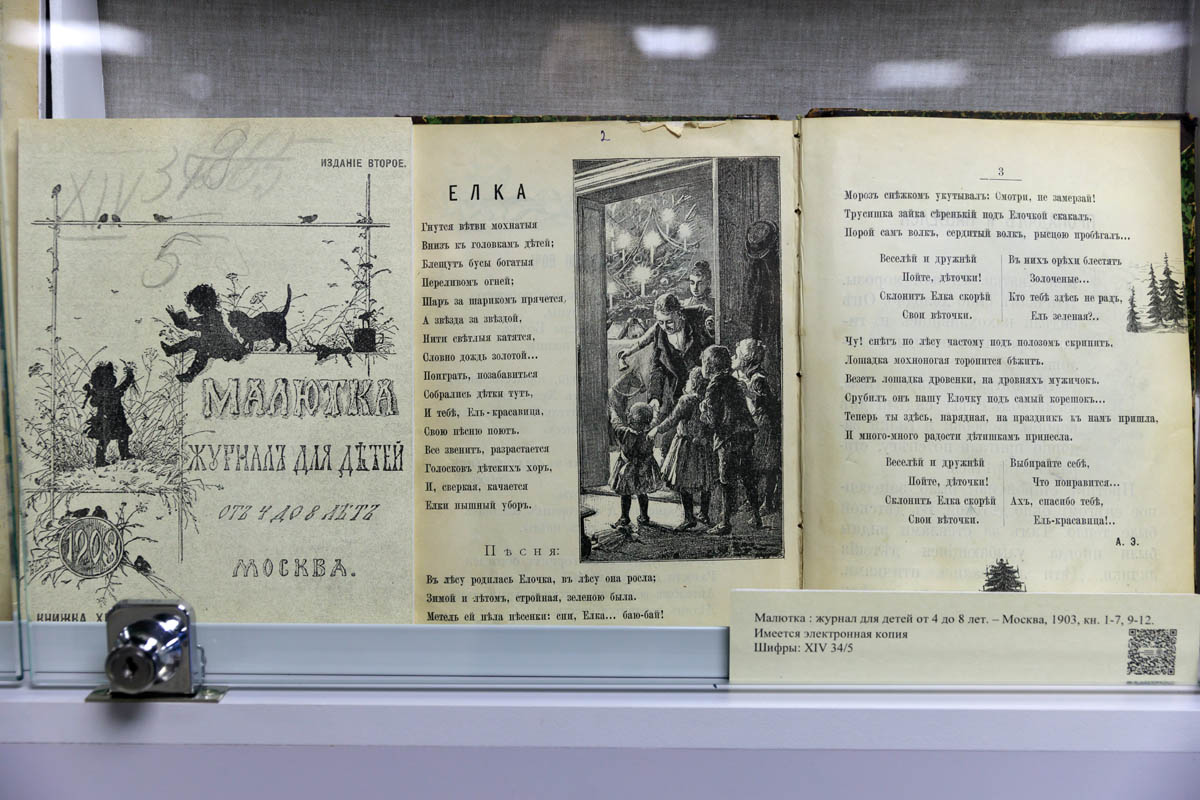 ИЗДАНІЕ ВТОРОЕ.
XIV
34
5
МАЛЮТКА
ЖУРНАЛЪ ДЛЯ ДѢТЕЙ
ОТЪ 4 ДО 8 ЛѢТЪ
МОСКВА.
1903
КНИЖКА
2
ЕЛКА
Гнутся вѣтви мохнатыя
Внизъ къ головкамъ дѣтей;
Блещутъ бусы богатыя
Переливомъ огней;
Шаръ за шарикомъ прячется,
А звѣзда за звѣздой,
Нити свѣтлыя катятся,
Словно дождь золотой...
Поиграть, позабавиться
Собрались дѣтки тутъ,
И тебѣ, Ель-красавица,
Свою пѣсню поютъ.
Все звенитъ, разрастается
Голосковъ дѣтскихъ хоръ,
И, сверкая, качается
Елки пышный уборъ.
Пѣсня:
Въ лѣсу родилась Елочка, въ лѣсу она росла;
Зимой и лѣтомъ, стройная, зеленою была.
Метель ей пѣла пѣсенки: спи, Елка... баю-бай!
3
Морозъ снѣжкомъ укутывалъ: Смотри, не замерзай!
Трусишка зайка сѣренькій подъ Елочкой скакалъ,
Порой самъ волкъ, сердитый волкъ, рысцою пробѣгалъ...
Веселѣй и дружнѣй
Пойте, дѣточки!
Склонитъ Елка скорѣй
Свои вѣточки.
Въ нихъ орѣхи блестятъ
Золоченые...
Кто тебѣ здѣсь не радъ,
Ель зеленая?..
Чу! снѣгъ по лѣсу частому подъ полозомъ скрипитъ,
Лошадка мохноногая торопится бѣжитъ.
Везетъ лошадка дровенки, на дровняхъ мужичокъ.
Срубилъ онъ нашу Елочку подъ самый корешокъ...
Теперь ты здѣсь, нарядная, на праздникъ къ намъ пришла,
И много-много радости дѣтишкамъ принесла.
Веселѣй и дружнѣй
Пойте, дѣточки!
Склонитъ Елка скорѣй
Свои вѣточки.
Выбирайте себѣ,
Что понравится...
Ахъ, спасибо тебѣ,
Ель-красавица!..
А. Э.
Малютка : журнал для детей от 4 до 8 лет. – Москва, 1903, кн. 1-7, 9-12.
Имеется электронная копия
Шифры: XIV 34/5